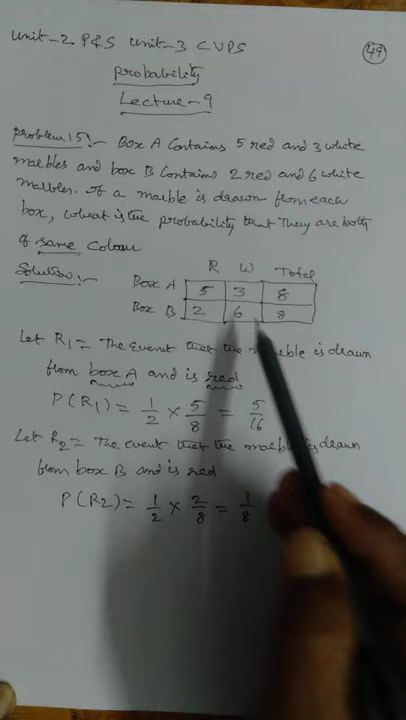 Unit-2 P&S Unit-3 CVPS
49
Probability
Lecture-9
Problem 15:- Box A Contains 5 red and 3 white
marbles and box B Contains 2 red and 6 white
marbles. If a marble is drawn from each
box, what is the probability that they are both
of same colour
Solution:-
R W Total
Box A 5 3 8
Box B 2 6 8
Let R1 = The event that the marble is drawn
from box A and is red
P(R1) = 1/2 × 5/8 = 5/16
Let R2 = The event that the marble is drawn
from box B and is red
P(R2) = 1/2 × 2/8 = 1/8